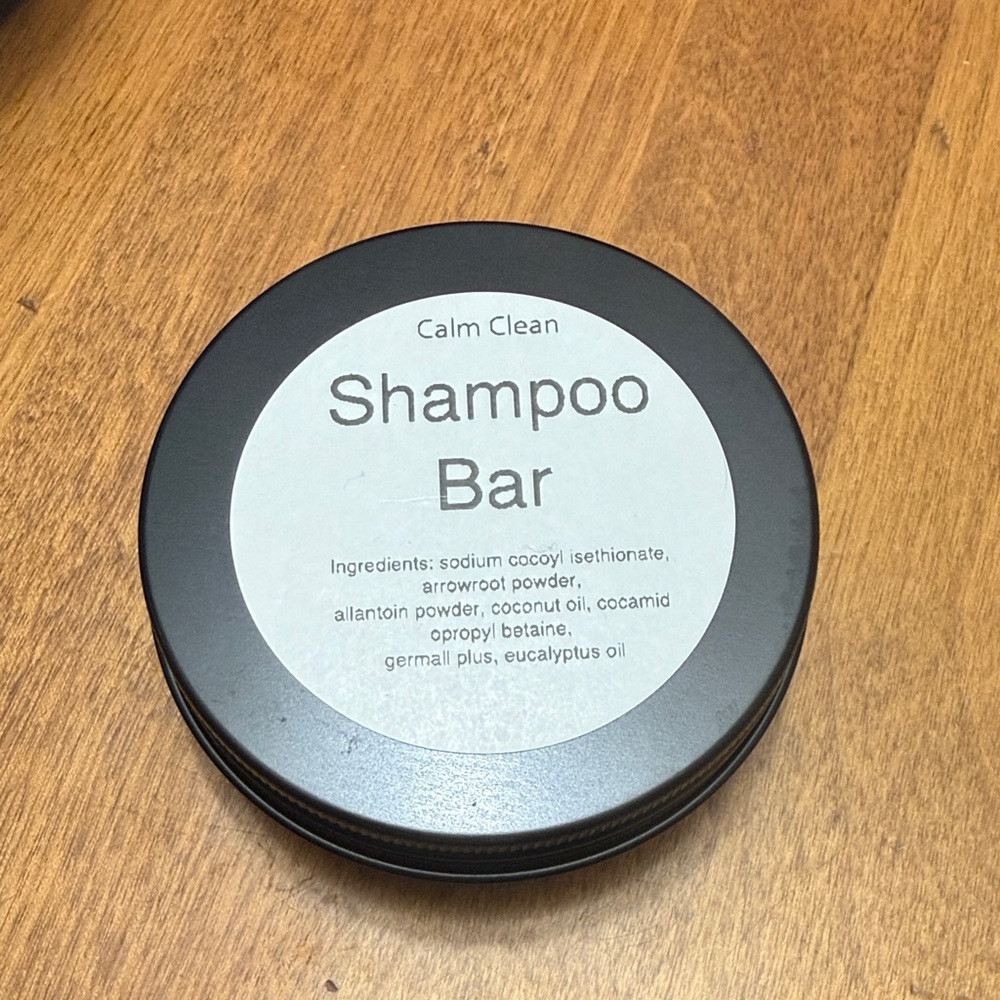 Calm Clean
Shampoo
Bar
Ingredients: sodium cocoyl isethionate,
arrowroot powder,
allantoin powder, coconut oil, cocamid
opropyl betaine,
germall plus, eucalyptus oil